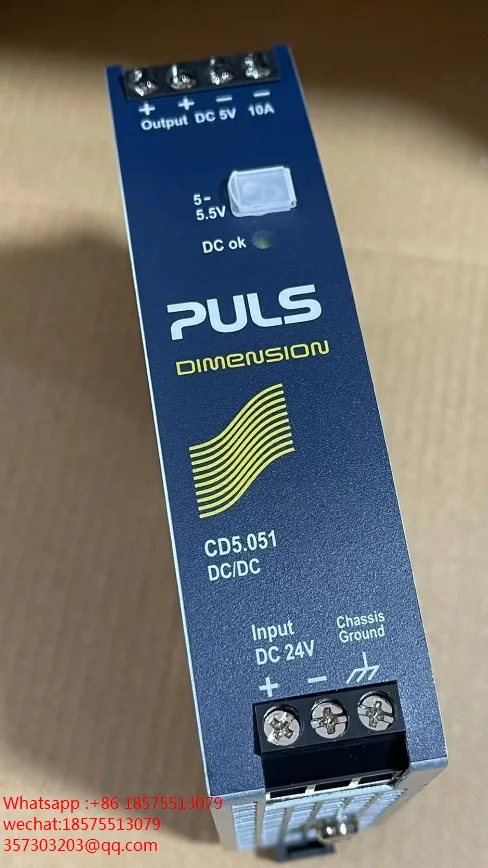 + + − −
Output DC 5V 10A
5-
5.5V
DC ok
PULS
DIMENSION
CD5.051
DC/DC
Input
DC 24V
Chassis
Ground
+ −
Whatsapp :+86 18575513079
wechat:18575513079
357303203@qq.com